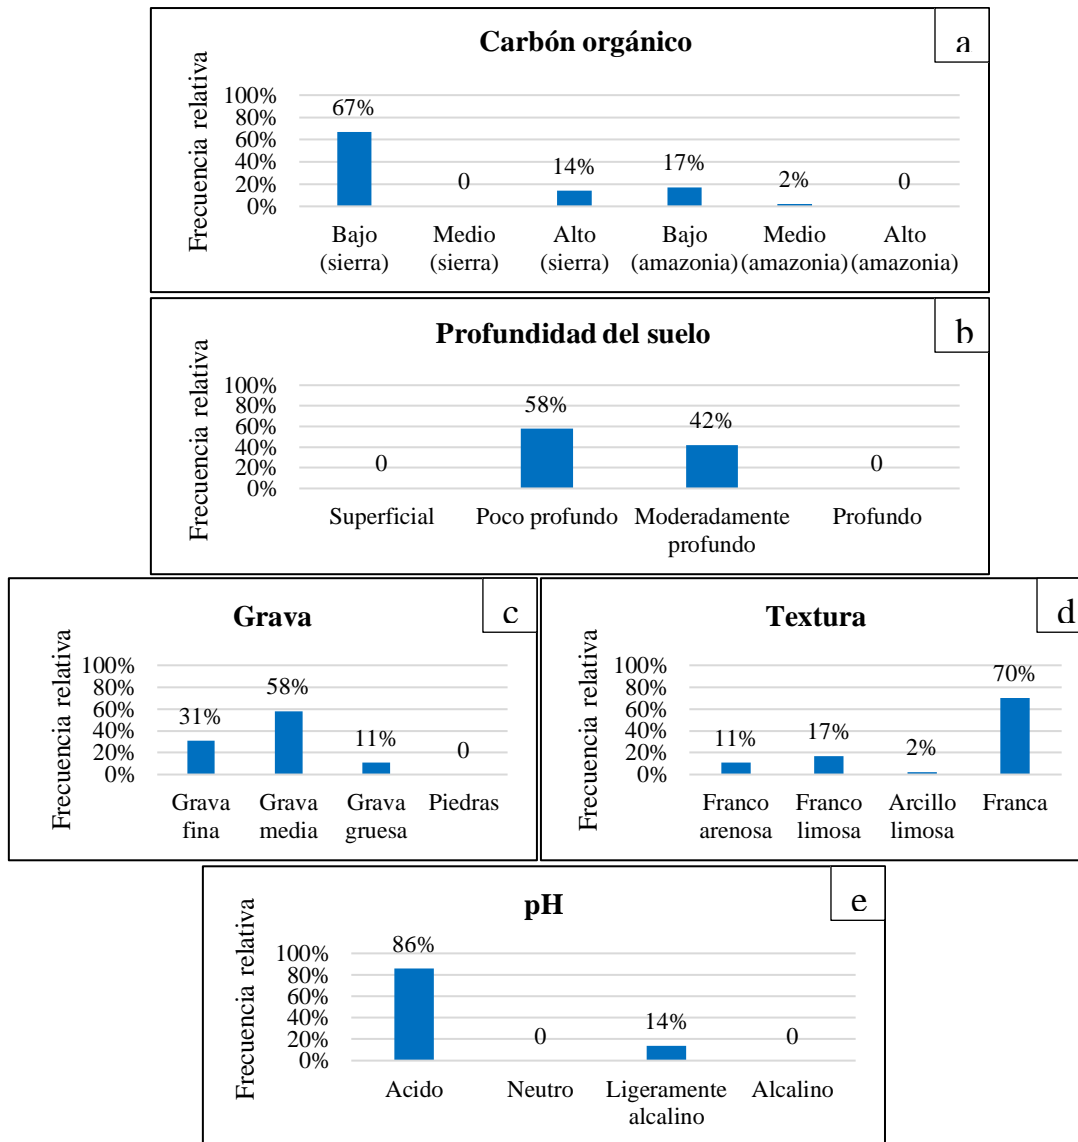 Carbón orgánico
a
Frecuencia relativa
100%
80%
60%
40%
20%
0%
67%
0
14%
17%
2%
0
Bajo (sierra)
Medio (sierra)
Alto (sierra)
Bajo (amazonia)
Medio (amazonia)
Alto (amazonia)
Profundidad del suelo
b
Frecuencia relativa
100%
80%
60%
40%
20%
0%
0
58%
42%
0
Superficial
Poco profundo
Moderadamente profundo
Profundo
Grava
c
Frecuencia relativa
100%
80%
60%
40%
20%
0%
31%
58%
11%
0
Grava fina
Grava media
Grava gruesa
Piedras
Textura
d
Frecuencia relativa
100%
80%
60%
40%
20%
0%
11%
17%
2%
70%
Franco arenosa
Franco limosa
Arcillo limosa
Franca
pH
e
Frecuencia relativa
100%
80%
60%
40%
20%
0%
86%
0
14%
0
Acido
Neutro
Ligeramente alcalino
Alcalino